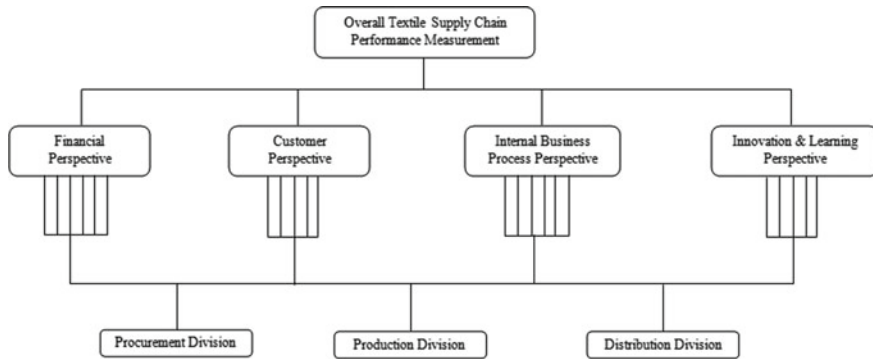 Overall Textile Supply Chain
Performance Measurement
Financial
Perspective
Customer
Perspective
Internal Business
Process Perspective
Innovation & Learning
Perspective
Procurement Division
Production Division
Distribution Division